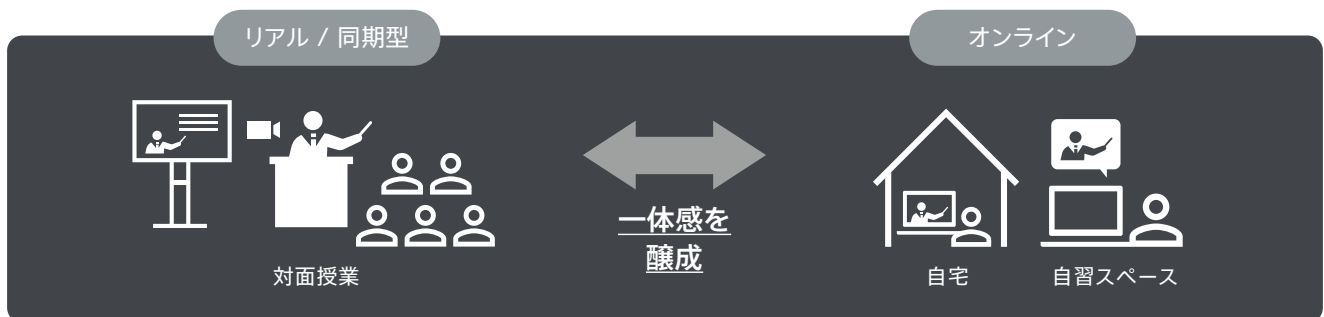 リアル / 同期型
オンライン
一体感を
醸成
対面授業
自宅
自習スペース